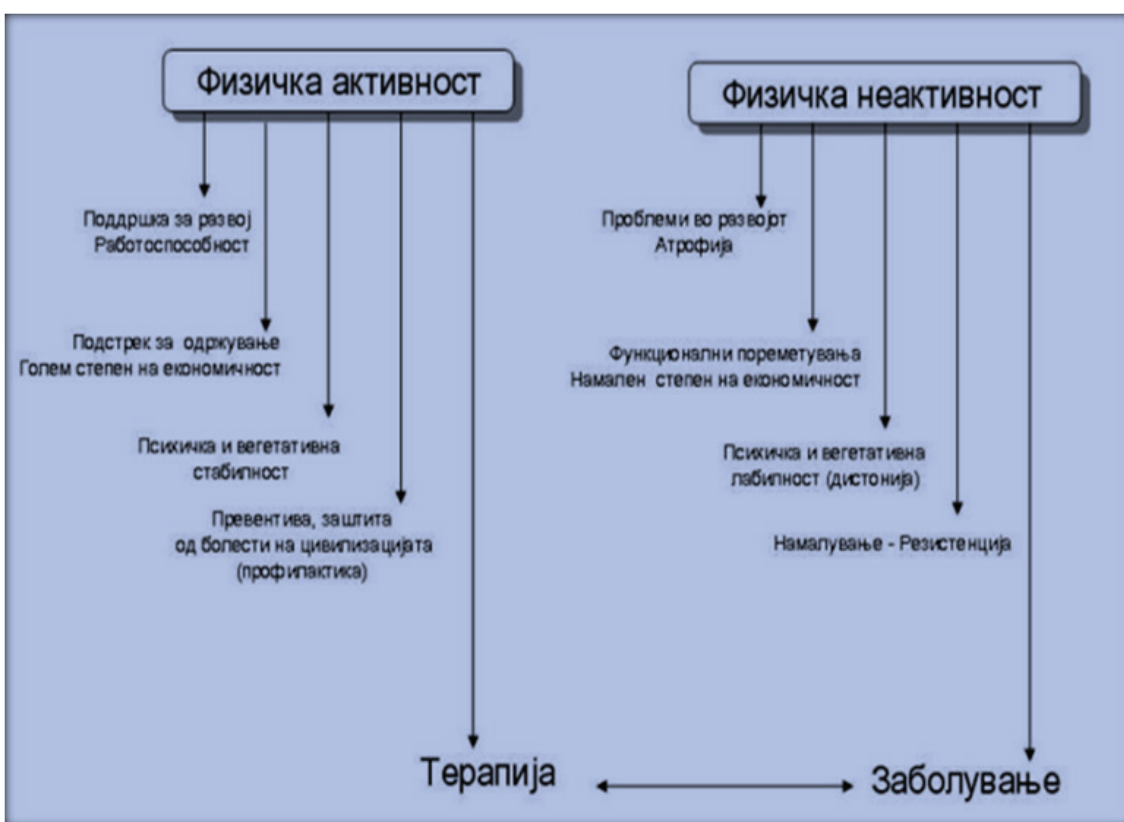 Физичка активност
Поддршка за развој
Работоспособност
Подстрек за одржување
Голем степен на економичност
Психичка и вегетативна
стабилност
Превентива, заштита
од болести на цивилизацијата
(профилактика)
Терапија
Физичка неактивност
Проблеми во развојот
Атрофија
Функционални пореметувања
Намален степен на економичност
Психичка и вегетативна
лабилност (дистонија)
Намалување - Резистенција
Заболување